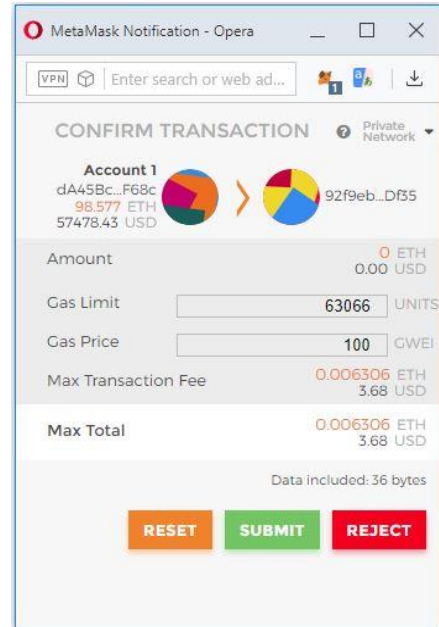 MetaMask Notification - Opera
VPN Enter search or web ad...
1
CONFIRM TRANSACTION ? Private Network
Account 1
dA45Bc...F68c
98.577 ETH
57478.43 USD
92f9eb...Df35
Amount 0 ETH
0.00 USD
Gas Limit 63066 UNITS
Gas Price 100 GWEI
Max Transaction Fee 0.006306 ETH
3.68 USD
Max Total 0.006306 ETH
3.68 USD
Data included: 36 bytes
RESET SUBMIT REJECT